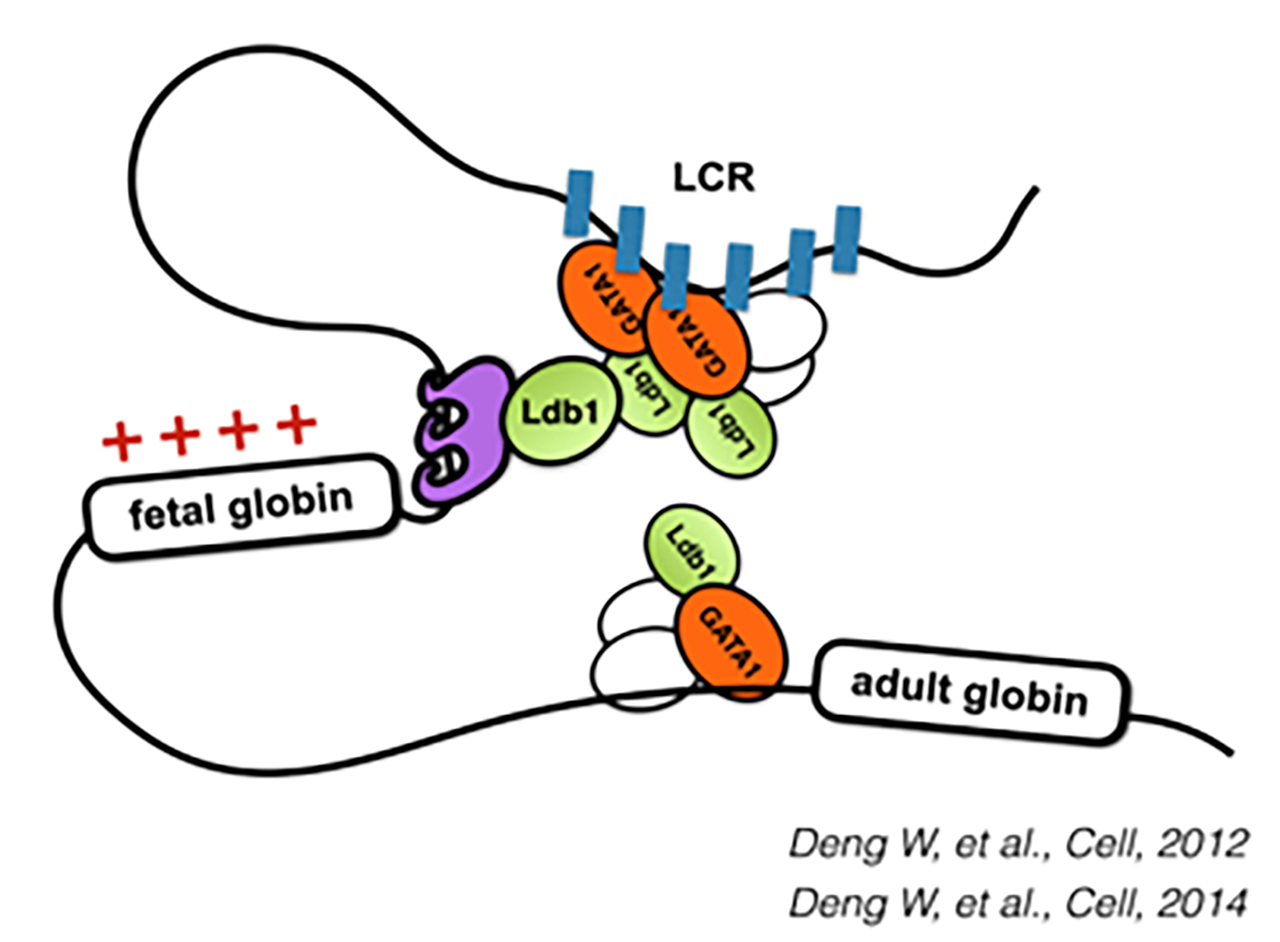 LCR
GATA1
GATA1
Ldb1
Ldb1
Ldb1
++++
fetal globin
Ldb1
GATA1
adult globin
Deng W, et al., Cell, 2012
Deng W, et al., Cell, 2014